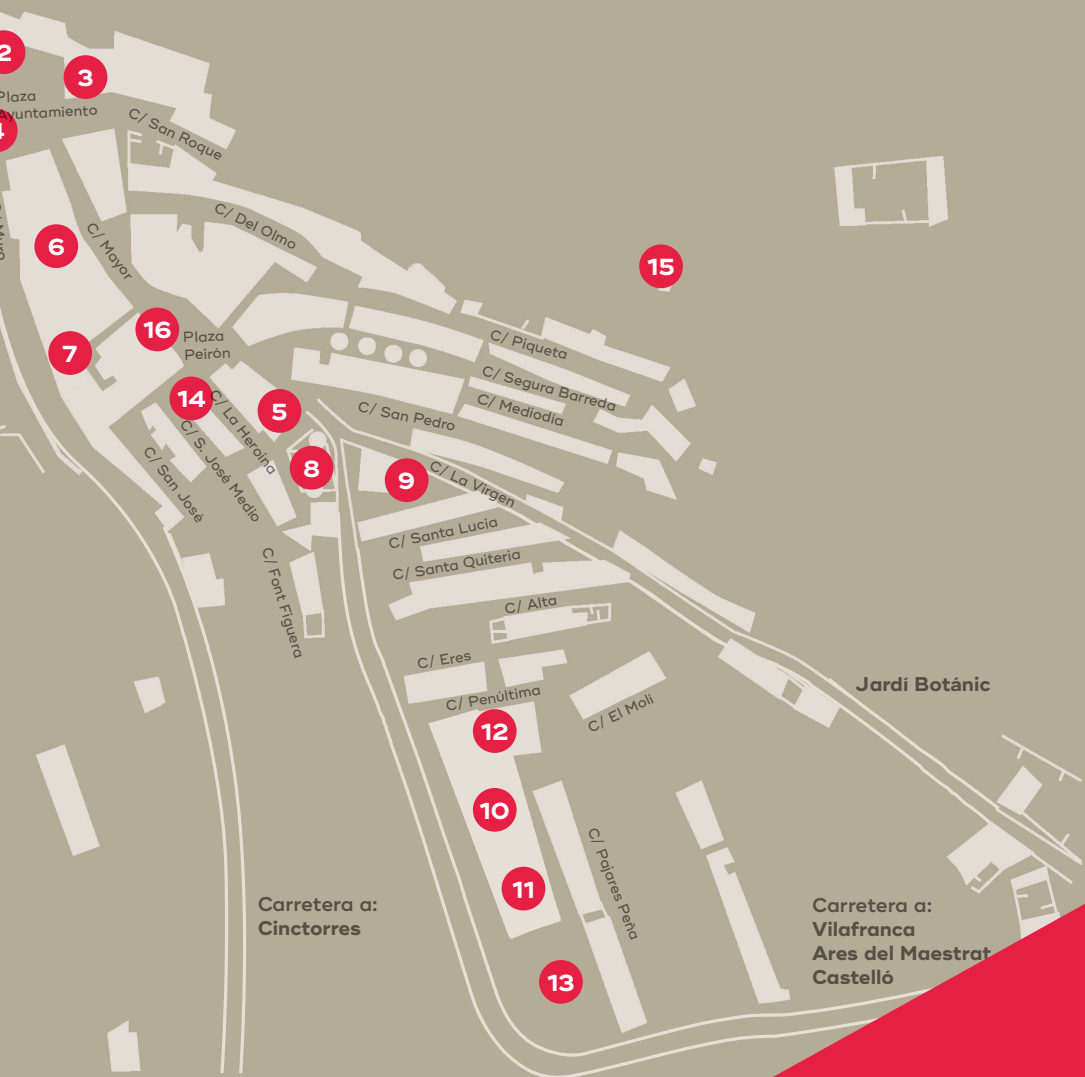 2
3
Plaza
Ayuntamiento
4
C/ San Roque
C/ Muro
6
C/ Mayor
C/ Del Olmo
15
16
Plaza
Peirón
7
C/ Piqueta
C/ Segura Barreda
C/ Mediodía
14
5
C/ San Pedro
C/ La Heroina
C/ S. José Medio
C/ San José
8
9
C/ La Virgen
C/ Santa Lucia
C/ Santa Quiteria
C/ Font Figuera
C/ Alta
C/ Eres
C/ Penúltima
C/ El Molí
Jardí Botánic
12
10
C/ Pajares Peña
11
Carretera a:
Cinctorres
Carretera a:
Vilafranca
Ares del Maestrat
Castelló
13